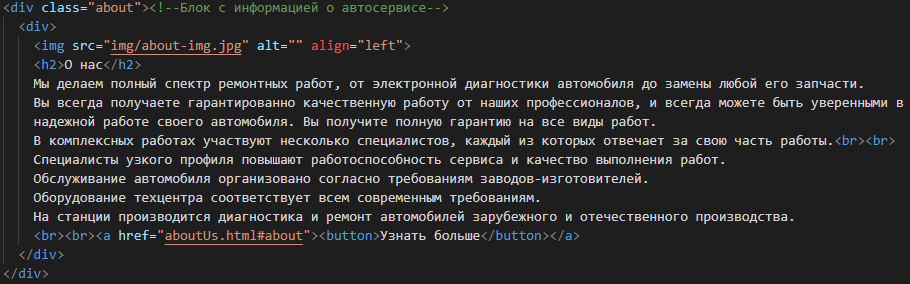 <div class="about"><!--Блок с информацией о автосервисе-->
<div>
<img src="img/about-img.jpg" alt="" align="left">
<h2>О нас</h2>
Мы делаем полный спектр ремонтных работ, от электронной диагностики автомобиля до замены любой его запчасти.
Вы всегда получаете гарантированно качественную работу от наших профессионалов, и всегда можете быть уверенными в
надежной работе своего автомобиля. Вы получите полную гарантию на все виды работ.
В комплексных работах участвуют несколько специалистов, каждый из которых отвечает за свою часть работы.<br><br>
Специалисты узкого профиля повышают работоспособность сервиса и качество выполнения работ.
Обслуживание автомобиля организовано согласно требованиям заводов-изготовителей.
Оборудование техцентра соответствует всем современным требованиям.
На станции производится диагностика и ремонт автомобилей зарубежного и отечественного производства.
<br><br><a href="aboutUs.html#about"><button>Узнать больше</button></a>
</div>
</div>